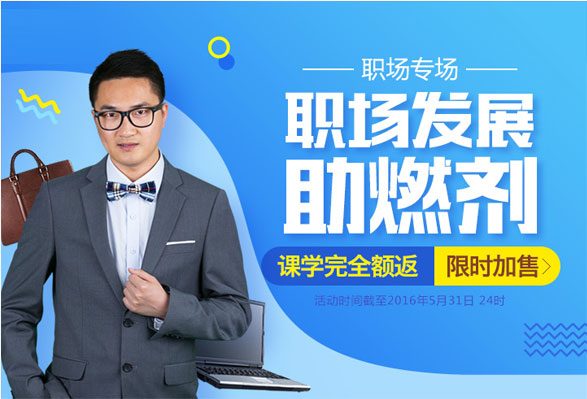 职场专场
职场发展
助燃剂
课学完全额返 限时加售
活动时间截至2016年5月31日 24时